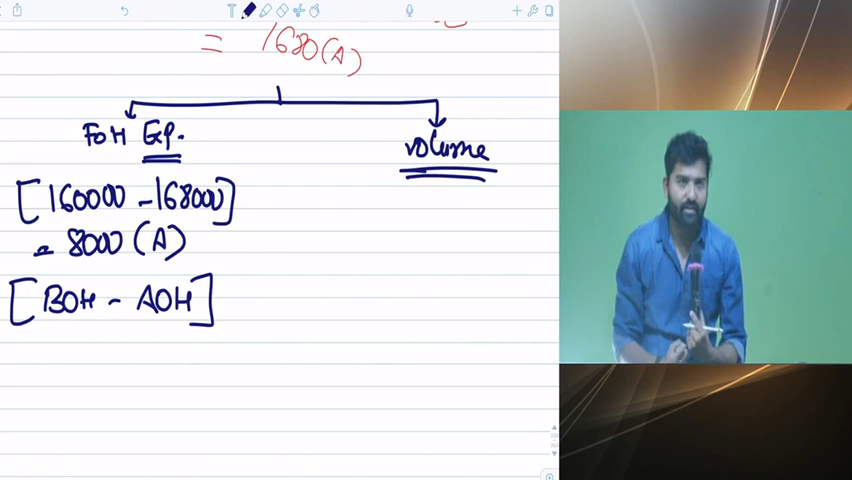 = 1680 (A)
FOH Exp. volume
[160000 - 168000]
= 8000 (A)
[BOH - AOH]